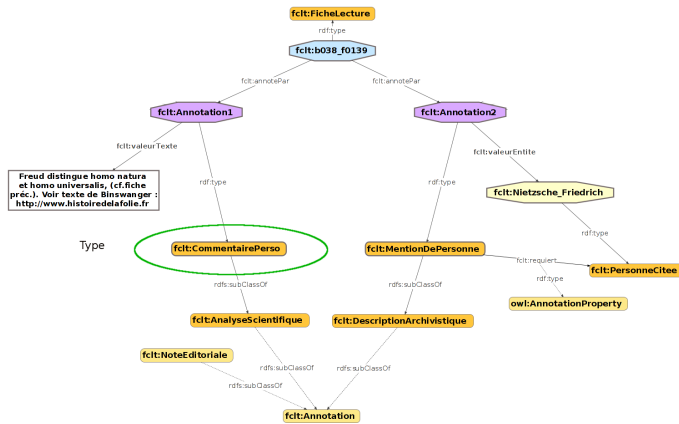 fclt:FicheLecture
rdf:type
fclt:b038_f0139
fclt:annotePar
fclt:annotePar
fclt:Annotation1
fclt:Annotation2
fclt:valeurTexte
fclt:valeurEntite
Freud distingue homo natura
et homo universalis, (cf.fiche
préc.). Voir texte de Binswanger :
http://www.histoiredelafolie.fr
rdf:type
rdf:type
fclt:Nietzsche_Friedrich
rdf:type
Type
fclt:CommentairePerso
fclt:MentionDePersonne
fclt:requiert
fclt:PersonneCitee
rdf:type
rdfs:subClassOf
rdfs:subClassOf
owl:AnnotationProperty
fclt:AnalyseScientifique
fclt:DescriptionArchivistique
fclt:NoteEditoriale
rdfs:subClassOf
rdfs:subClassOf
rdfs:subClassOf
fclt:Annotation